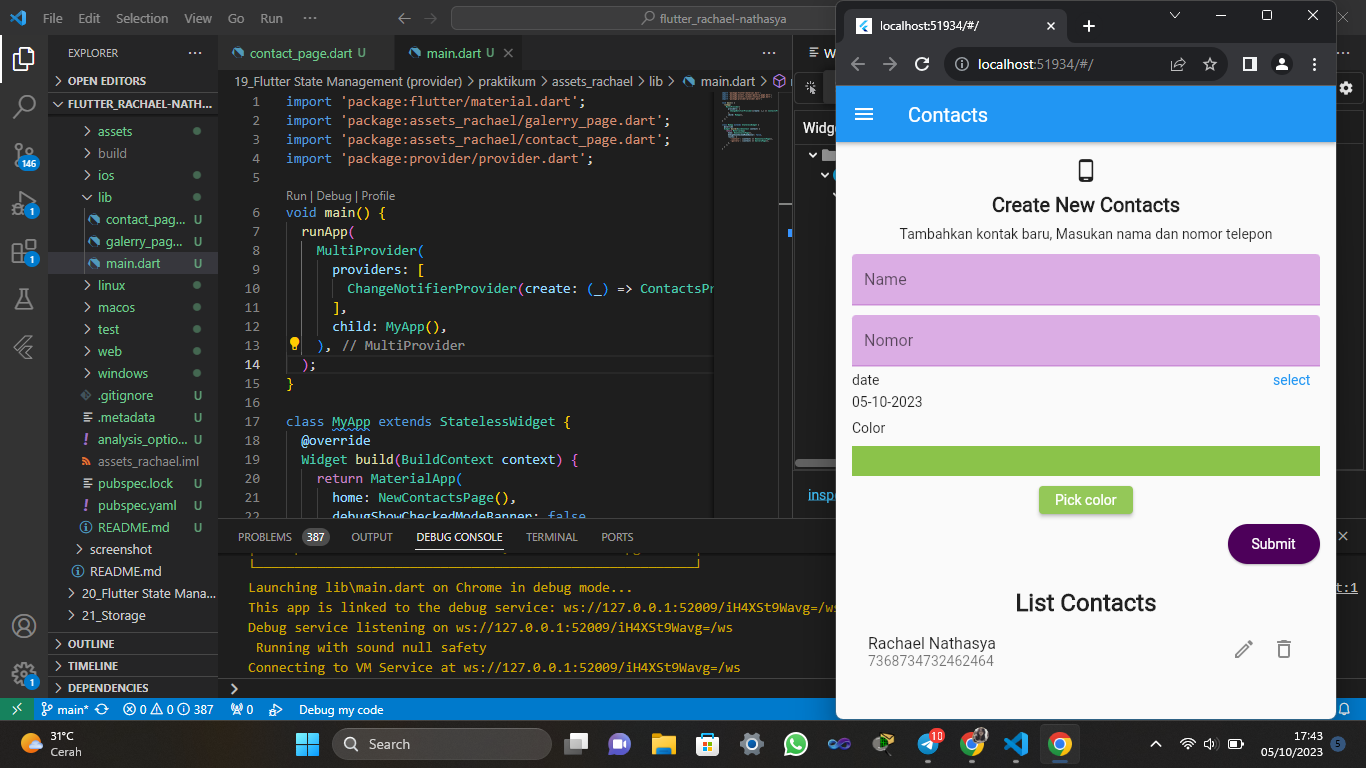 File Edit Selection View Go Run ···
flutter_rachael-nathasya
EXPLORER
OPEN EDITORS
FLUTTER_RACHAEL-NATH...
assets
build
ios
lib
contact_pag... U
galerry_pag... U
main.dart U
linux
macos
test
web
windows
.gitignore U
.metadata U
analysis_optio... U
assets_rachael.iml
pubspec.lock U
pubspec.yaml U
README.md U
screenshot
README.md
20_Flutter State Mana...
21_Storage
OUTLINE
TIMELINE
DEPENDENCIES
146
1
1
1
contact_page.dart U
main.dart U
19_Flutter State Management (provider) > praktikum > assets_rachael > lib > main.dart >
1 import 'package:flutter/material.dart';
2 import 'package:assets_rachael/galerry_page.dart';
3 import 'package:assets_rachael/contact_page.dart';
4 import 'package:provider/provider.dart';
5
Run | Debug | Profile
6 void main() {
7 runApp(
8 MultiProvider(
9 providers: [
10 ChangeNotifierProvider(create: (_) => ContactsPr
11 ],
12 child: MyApp(),
13 ), // MultiProvider
14 );
15 }
16
17 class MyApp extends StatelessWidget {
18 @override
19 Widget build(BuildContext context) {
20 return MaterialApp(
21 home: NewContactsPage(),
22 debugShowCheckedModeBanner: false
W
Widge
insp
PROBLEMS 387 OUTPUT DEBUG CONSOLE TERMINAL PORTS
Launching lib\main.dart on Chrome in debug mode...
This app is linked to the debug service: ws://127.0.0.1:52009/iH4XSt9Wavg=/ws
Debug service listening on ws://127.0.0.1:52009/iH4XSt9Wavg=/ws
Running with sound null safety
Connecting to VM Service at ws://127.0.0.1:52009/iH4XSt9Wavg=/ws
t:1
main* 0 0 387 0 Debug my code
localhost:51934/#/
localhost:51934/#/
Contacts
Create New Contacts
Tambahkan kontak baru, Masukan nama dan nomor telepon
Name
Nomor
date select
05-10-2023
Color
Pick color
Submit
List Contacts
Rachael Nathasya
7368734732462464
31°C
Cerah
Search
10
17:43
05/10/2023
5